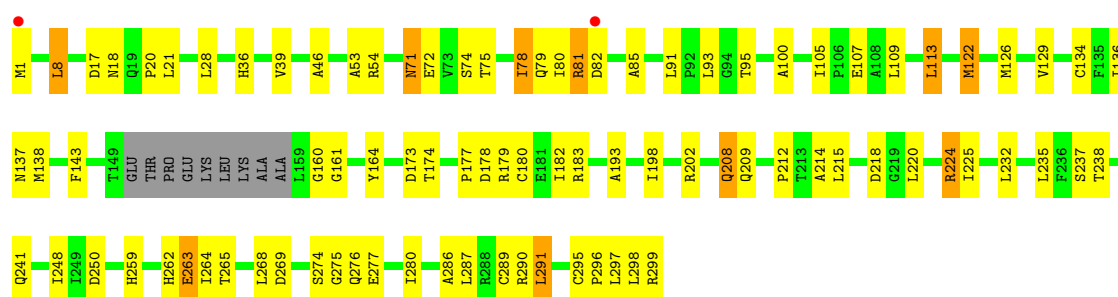 M1 L8 D17 N18 Q19 P20 L21 L28 H36 V39 A46 A53 R54 N71 E72 V73 S74 T75 I78 Q79 I80 R81 D82 A85 L91 P92 L93 G94 T95 A100 I105 P106 E107 A108 L109 L113 M122 M126 V129 C134 F135 I136
N137 M138 F143 T149 GLU THR PRO GLU LYS LEU LYS ALA ALA L159 G160 G161 Y164 D173 T174 P177 D178 R179 C180 E181 I182 R183 A193 I198 R202 Q208 Q209 P212 T213 A214 L215 D218 G219 L220 R224 I225 L232 L235 F236 S237 T238
Q241 I248 I249 D250 H259 H262 E263 I264 T265 L268 D269 S274 G275 Q276 E277 I280 A286 L287 R288 C289 R290 L291 C295 P296 L297 L298 R299